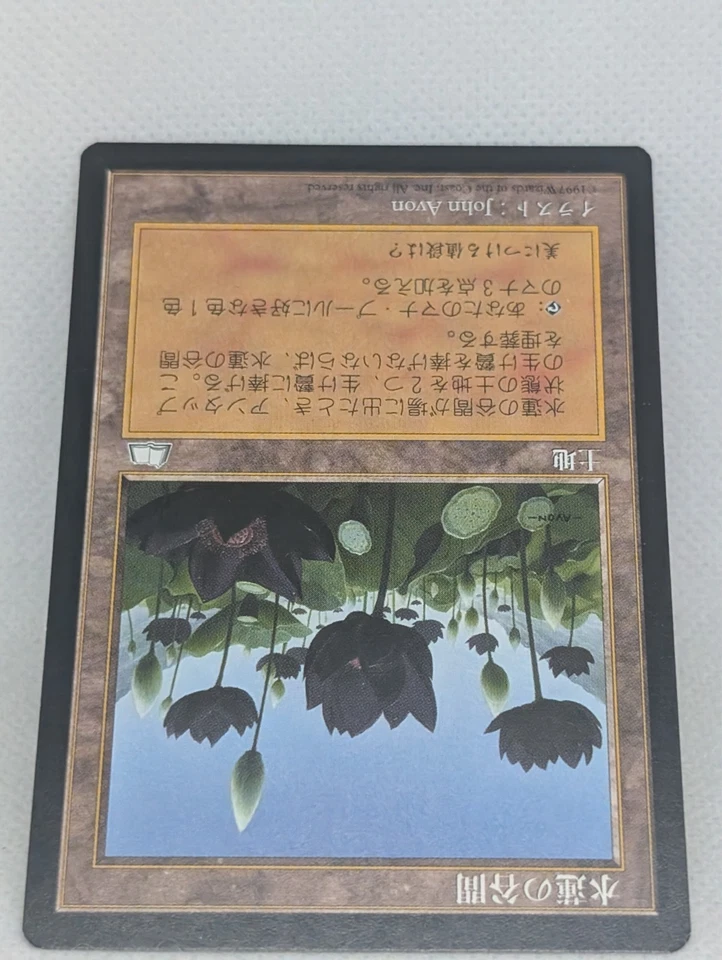 水蓮の谷間
AVON
土地
水蓮の谷間が場に出たとき、アンタップ
状態の土地を2つ、生け贄に捧げる。こ
の生け贄を捧げないならば、水蓮の谷間
を埋葬する。
：あなたのマナ・プールに好きな色1色
のマナ3点を加える。
美につける値段は？
イラスト：John Avon
©1997 Wizards of the Coast, Inc. All rights reserved.